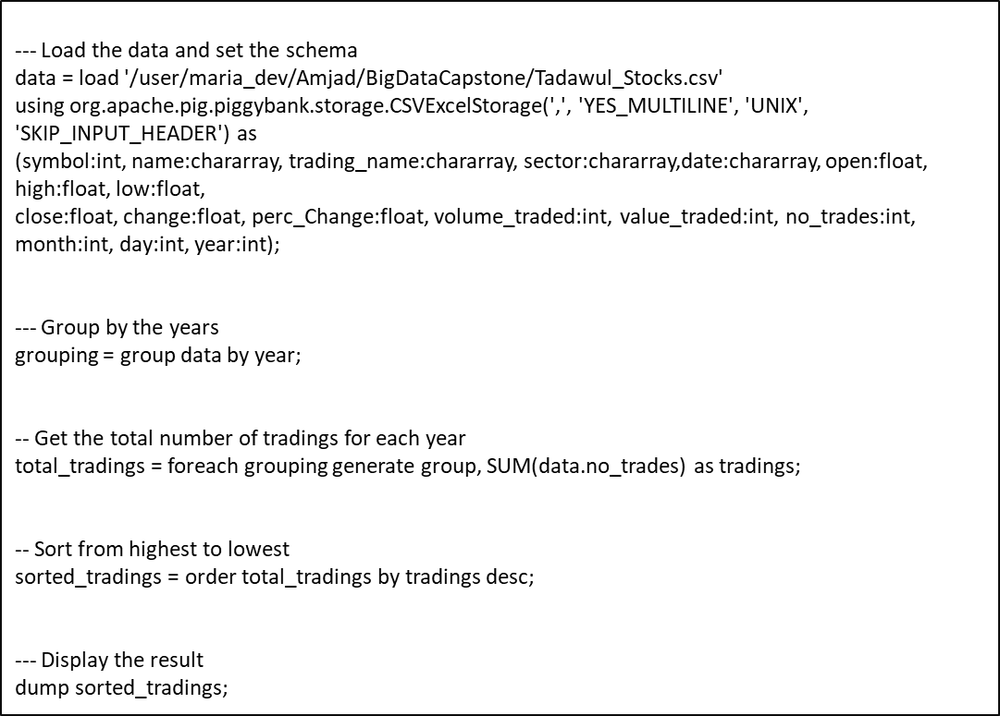 --- Load the data and set the schema
data = load '/user/maria_dev/Amjad/BigDataCapstone/Tadawul_Stocks.csv'
using org.apache.pig.piggybank.storage.CSVExcelStorage(',', 'YES_MULTILINE', 'UNIX',
'SKIP_INPUT_HEADER') as
(symbol:int, name:chararray, trading_name:chararray, sector:chararray,date:chararray, open:float,
high:float, low:float,
close:float, change:float, perc_Change:float, volume_traded:int, value_traded:int, no_trades:int,
month:int, day:int, year:int);
--- Group by the years
grouping = group data by year;
-- Get the total number of tradings for each year
total_tradings = foreach grouping generate group, SUM(data.no_trades) as tradings;
-- Sort from highest to lowest
sorted_tradings = order total_tradings by tradings desc;
--- Display the result
dump sorted_tradings;